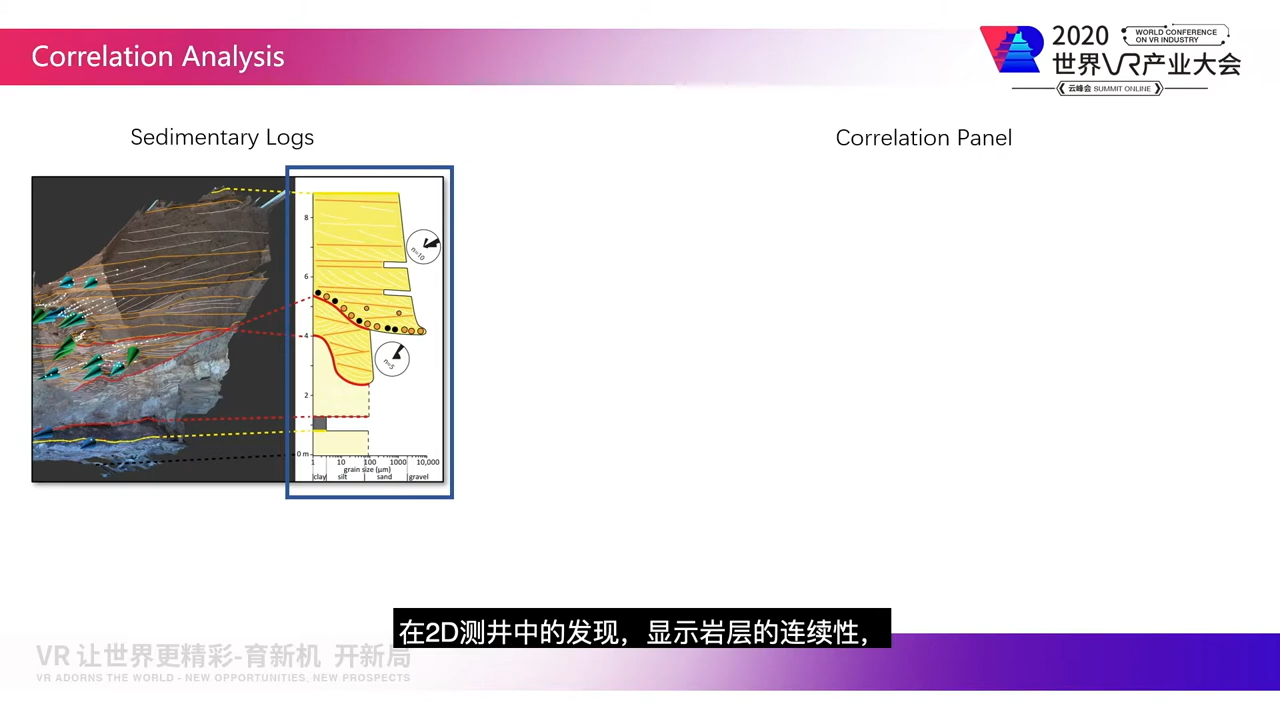 Correlation Analysis
2020
WORLD CONFERENCE
ON VR INDUSTRY
世界VR产业大会
云峰会 SUMMIT ONLINE
Sedimentary Logs
Correlation Panel
8
n=10
6
4
n=5
2
0 m
1 10 100 1000 10,000
grain size (μm)
clay silt sand gravel
在2D测井中的发现，显示岩层的连续性，
VR 让世界更精彩-育新机 开新局
VR ADORNS THE WORLD - NEW OPPORTUNITIES, NEW PROSPECTS